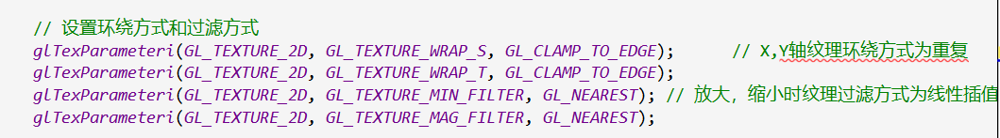 // 设置环绕方式和过滤方式
glTexParameteri(GL_TEXTURE_2D, GL_TEXTURE_WRAP_S, GL_CLAMP_TO_EDGE); // X,Y轴纹理环绕方式为重复
glTexParameteri(GL_TEXTURE_2D, GL_TEXTURE_WRAP_T, GL_CLAMP_TO_EDGE);
glTexParameteri(GL_TEXTURE_2D, GL_TEXTURE_MIN_FILTER, GL_NEAREST); // 放大，缩小时纹理过滤方式为线性插值
glTexParameteri(GL_TEXTURE_2D, GL_TEXTURE_MAG_FILTER, GL_NEAREST);